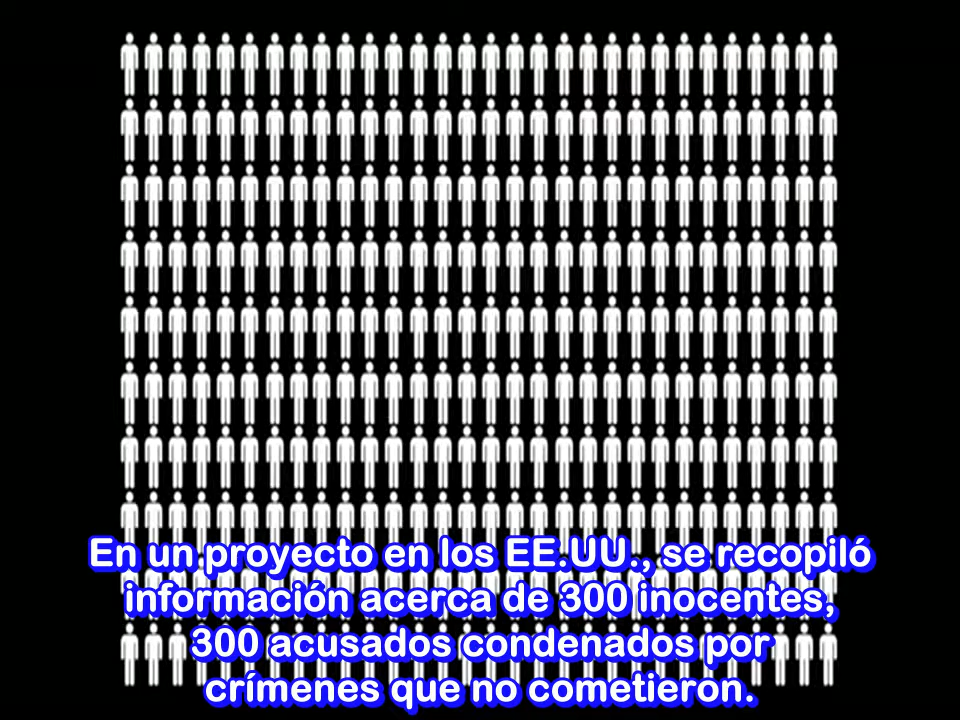 En un proyecto en los EE.UU., se recopiló
información acerca de 300 inocentes,
300 acusados condenados por
crímenes que no cometieron.